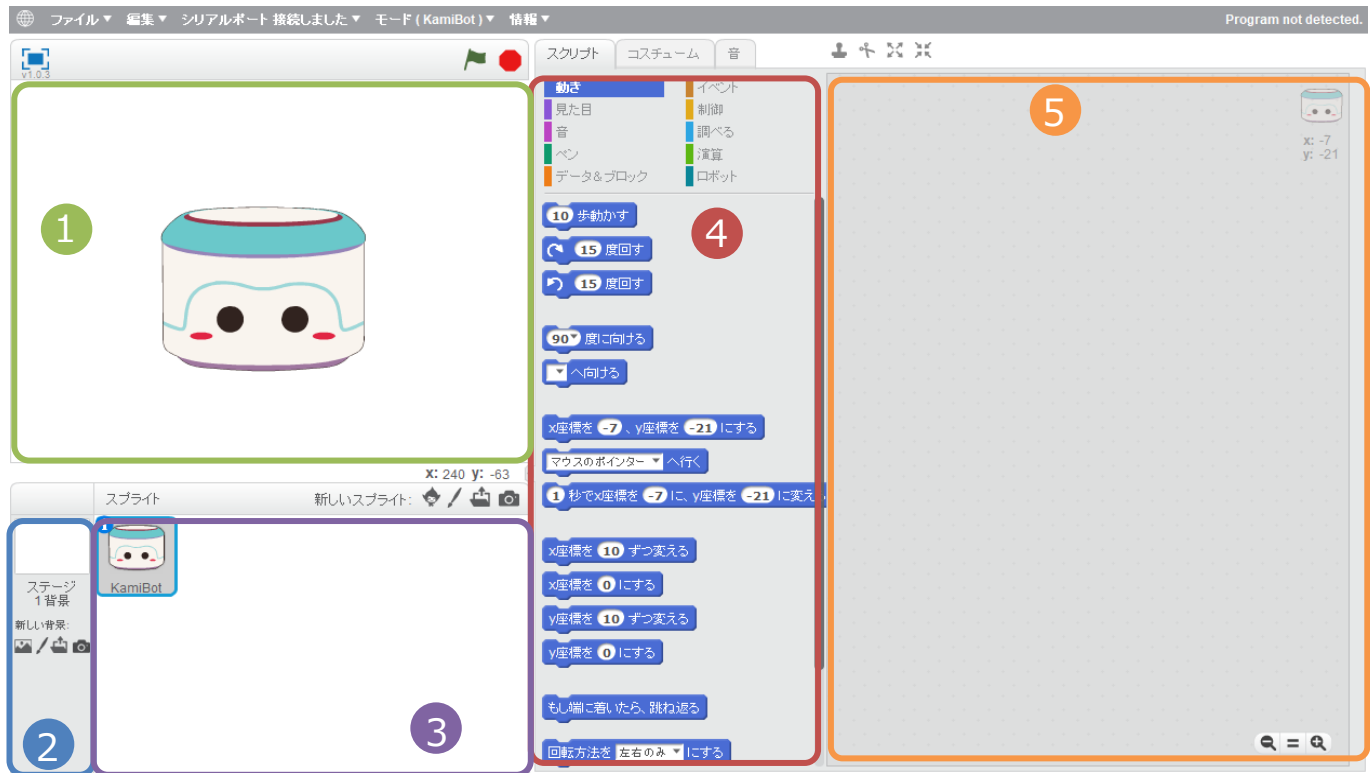 ファイル▼ 編集▼ シリアルポート 接続しました▼ モード ( KamiBot )▼ 情報▼ Program not detected.
v1.0.3
スクリプト コスチューム 音
動き イベント
見た目 制御
音 調べる
ペン 演算
データ&ブロック ロボット
10 歩動かす
15 度回す
15 度回す
90▼ 度に向ける
▼ へ向ける
x座標を -7 、y座標を -21 にする
マウスのポインター ▼ へ行く
1 秒でx座標を -7 に、y座標を -21 に変え
x座標を 10 ずつ変える
x座標を 0 にする
y座標を 10 ずつ変える
y座標を 0 にする
もし端に着いたら、跳ね返る
回転方法を 左右のみ ▼ にする
x: -7
y: -21
x: 240 y: -63
スプライト 新しいスプライト:
KamiBot
ステージ
1背景
新しい背景:
1
2
3
4
5